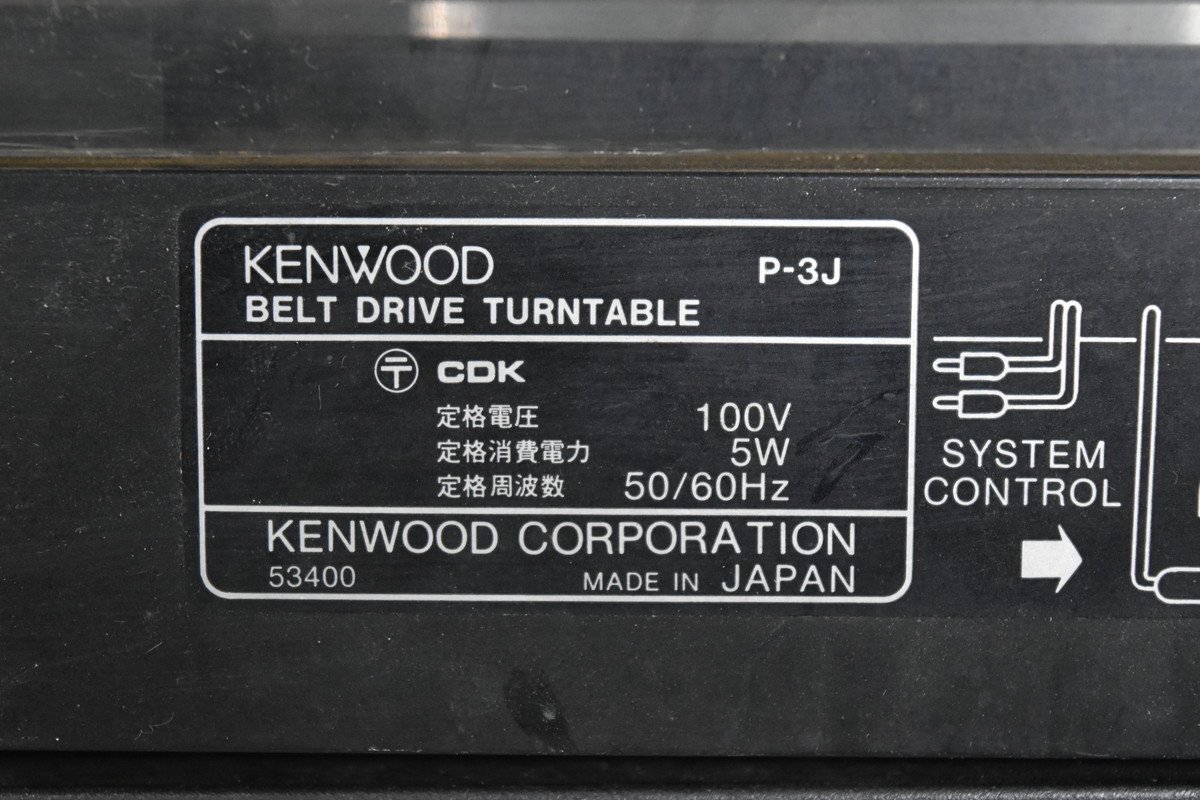 KENWOOD P-3J
BELT DRIVE TURNTABLE
〒 CDK
定格電圧 100V
定格消費電力 5W
定格周波数 50/60Hz
KENWOOD CORPORATION
53400 MADE IN JAPAN
SYSTEM
CONTROL